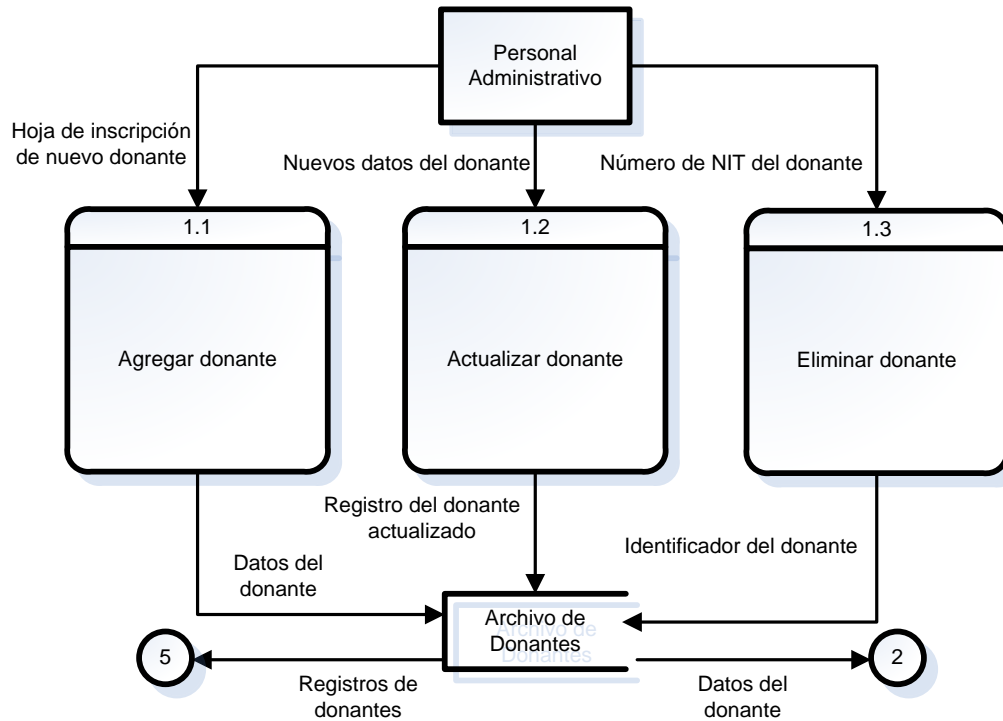 Personal
Administrativo
Hoja de inscripción
de nuevo donante
Nuevos datos del donante
Número de NIT del donante
1.1
1.2
1.3
Agregar donante
Actualizar donante
Eliminar donante
Registro del donante
actualizado
Identificador del donante
Datos del
donante
Archivo de
Donantes
5
2
Registros de
donantes
Datos del
donante